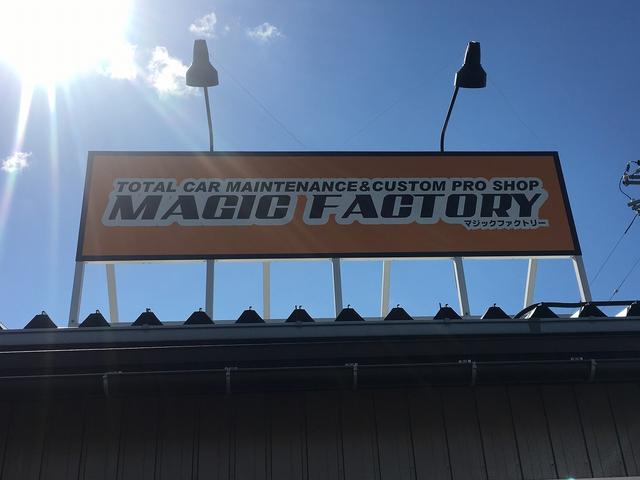 TOTAL CAR MAINTENANCE&CUSTOM PRO SHOP
MAGIC FACTORY
マジックファクトリー